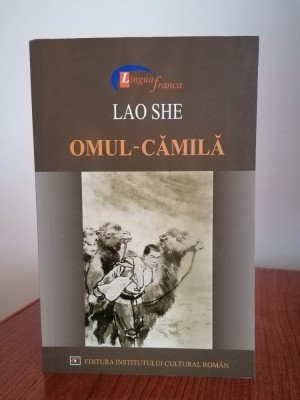 Lingua
franca
LAO SHE
OMUL-CĂMILĂ
EDITURA INSTITUTULUI CULTURAL ROMÂN